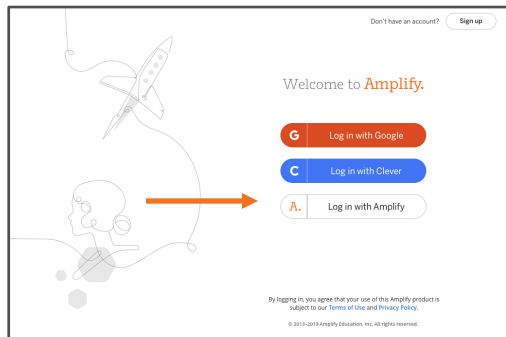 Don't have an account? Sign up
Welcome to Amplify.
G Log in with Google
C Log in with Clever
A. Log in with Amplify
By logging in, you agree that your use of this Amplify product is
subject to our Terms of Use and Privacy Policy.
© 2013–2019 Amplify Education, Inc. All rights reserved.